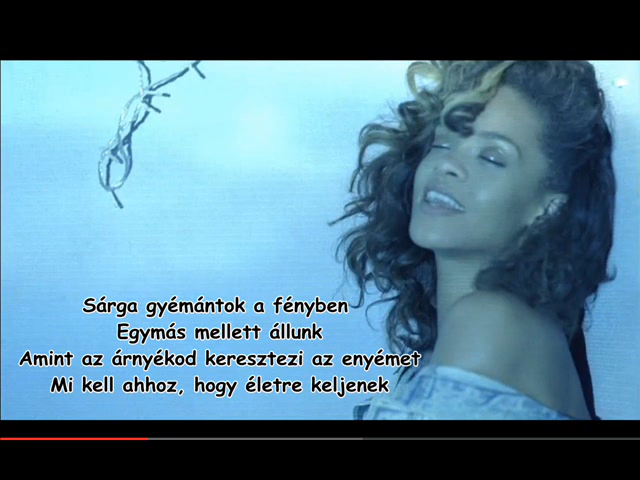 Sárga gyémántok a fényben
Egymás mellett állunk
Amint az árnyékod keresztezi az enyémet
Mi kell ahhoz, hogy életre keljenek